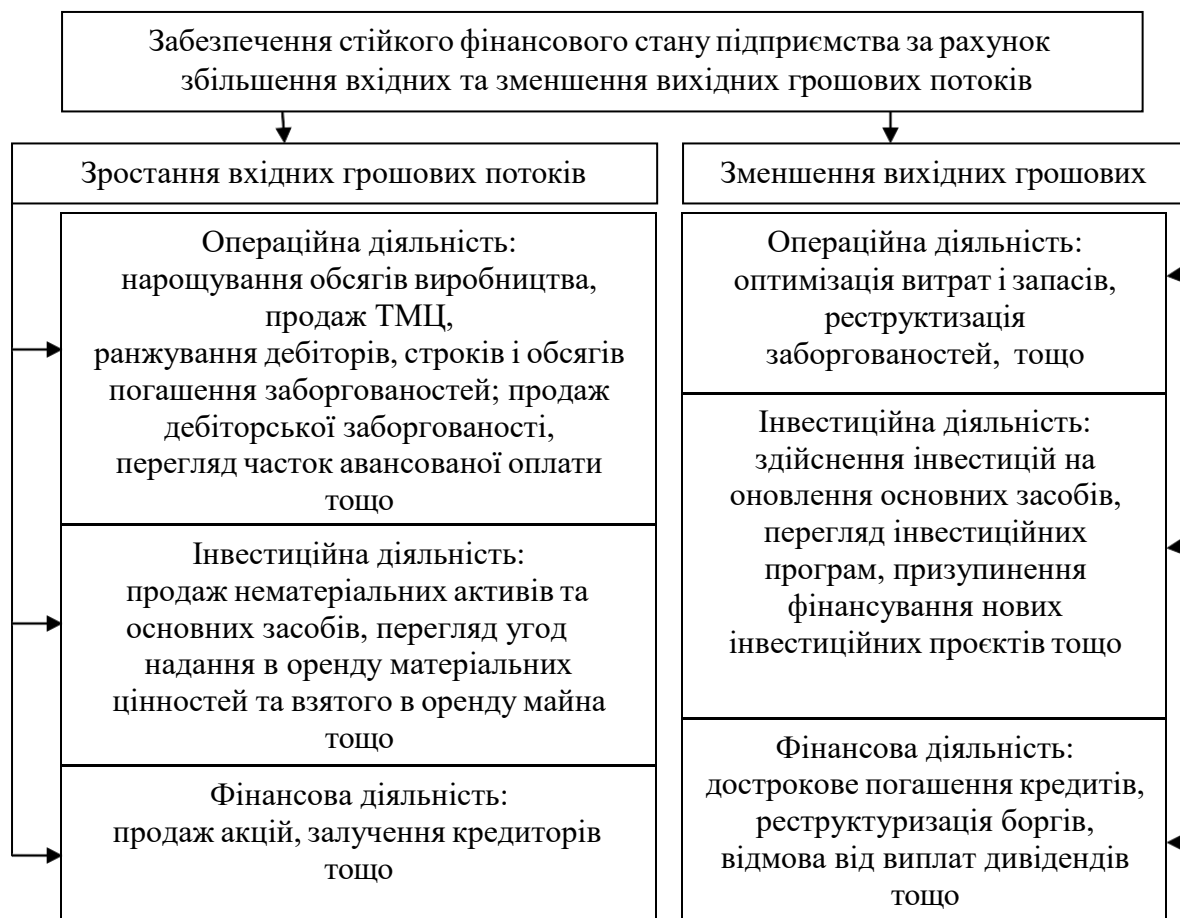 Забезпечення стійкого фінансового стану підприємства за рахунок
збільшення вхідних та зменшення вихідних грошових потоків
Зростання вхідних грошових потоків
Операційна діяльність:
нарощування обсягів виробництва,
продаж ТМЦ,
ранжування дебіторів, строків і обсягів
погашення заборгованостей; продаж
дебіторської заборгованості,
перегляд часток авансованої оплати
тощо
Інвестиційна діяльність:
продаж нематеріальних активів та
основних засобів, перегляд угод
надання в оренду матеріальних
цінностей та взятого в оренду майна
тощо
Фінансова діяльність:
продаж акцій, залучення кредиторів
тощо
Зменшення вихідних грошових
Операційна діяльність:
оптимізація витрат і запасів,
реструктизація
заборгованостей, тощо
Інвестиційна діяльність:
здійснення інвестицій на
оновлення основних засобів,
перегляд інвестиційних
програм, призупинення
фінансування нових
інвестиційних проєктів тощо
Фінансова діяльність:
дострокове погашення кредитів,
реструктуризація боргів,
відмова від виплат дивідендів
тощо